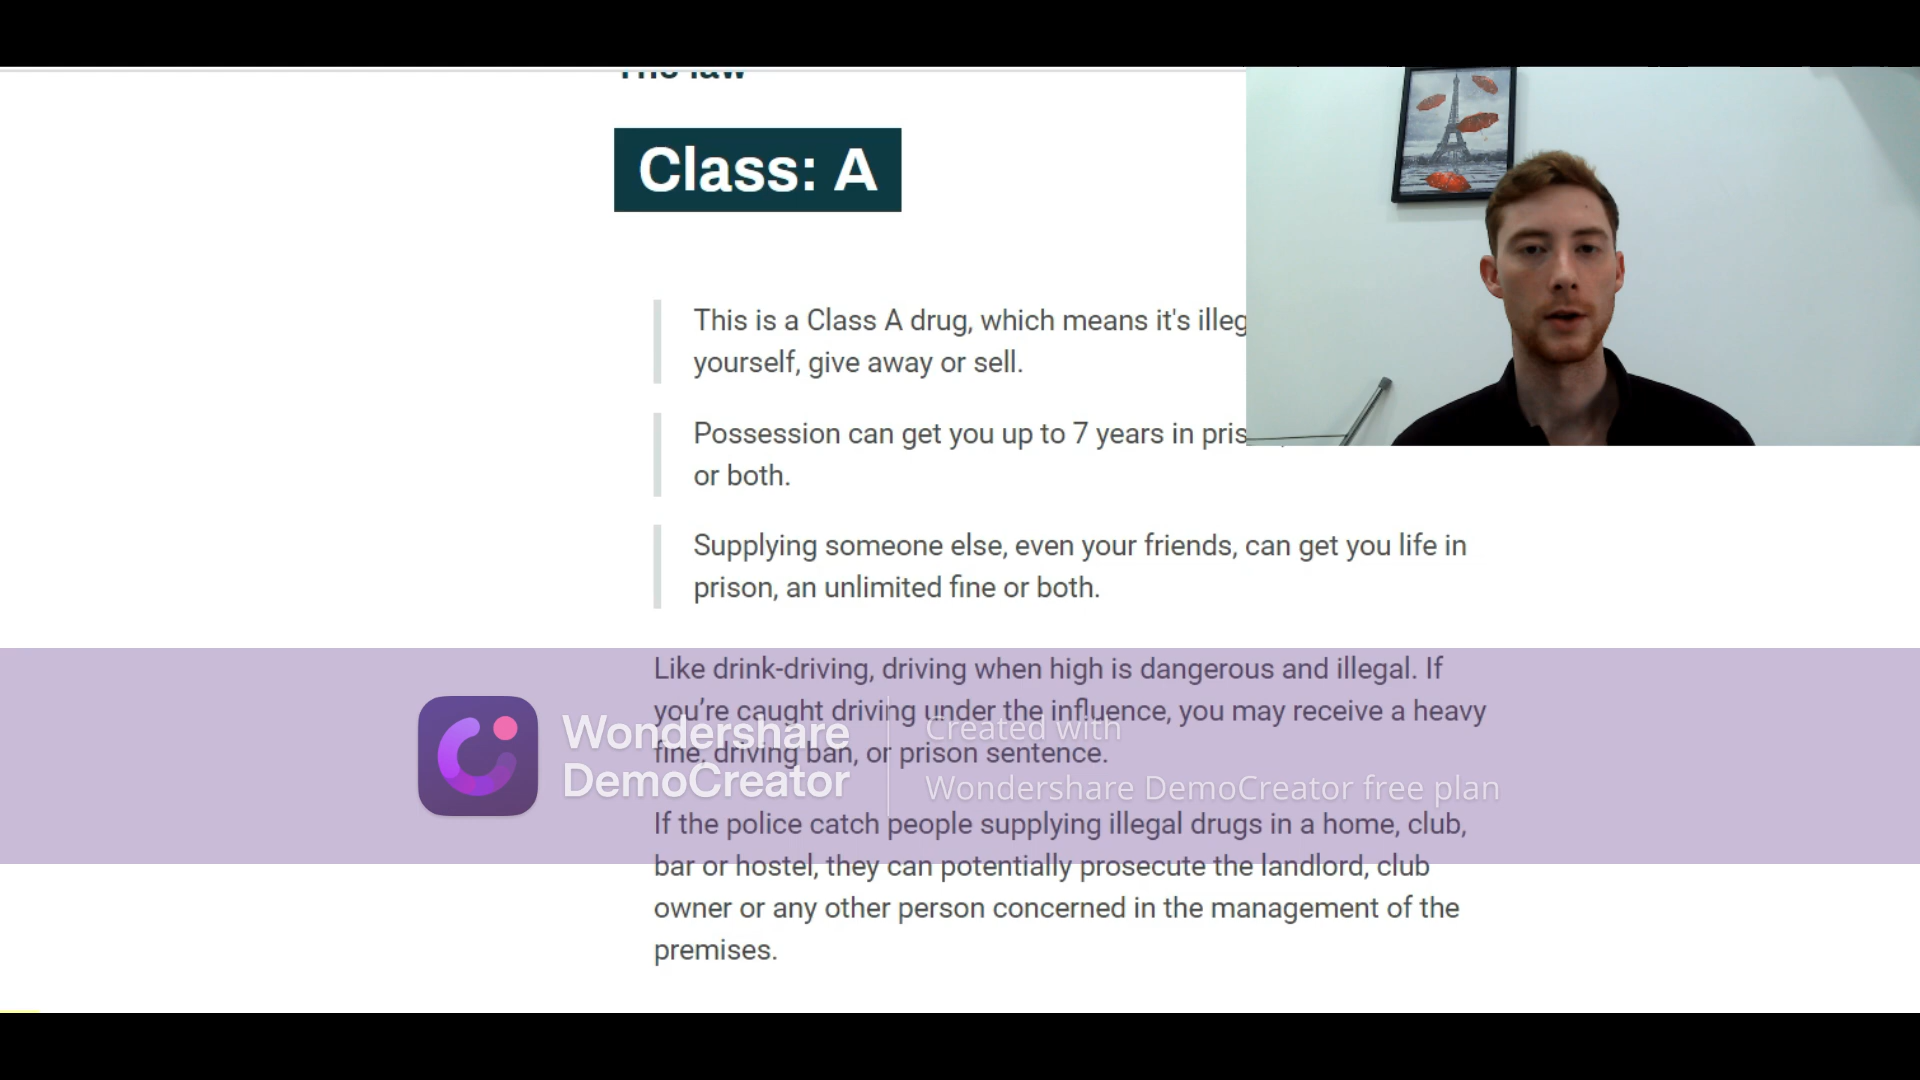 The law
Class: A
This is a Class A drug, which means it's illeg
yourself, give away or sell.
Possession can get you up to 7 years in pris
or both.
Supplying someone else, even your friends, can get you life in
prison, an unlimited fine or both.
Like drink-driving, driving when high is dangerous and illegal. If
you’re caught driving under the influence, you may receive a heavy
fine, driving ban, or prison sentence.
Wondershare
DemoCreator
Created with
Wondershare DemoCreator free plan
If the police catch people supplying illegal drugs in a home, club,
bar or hostel, they can potentially prosecute the landlord, club
owner or any other person concerned in the management of the
premises.